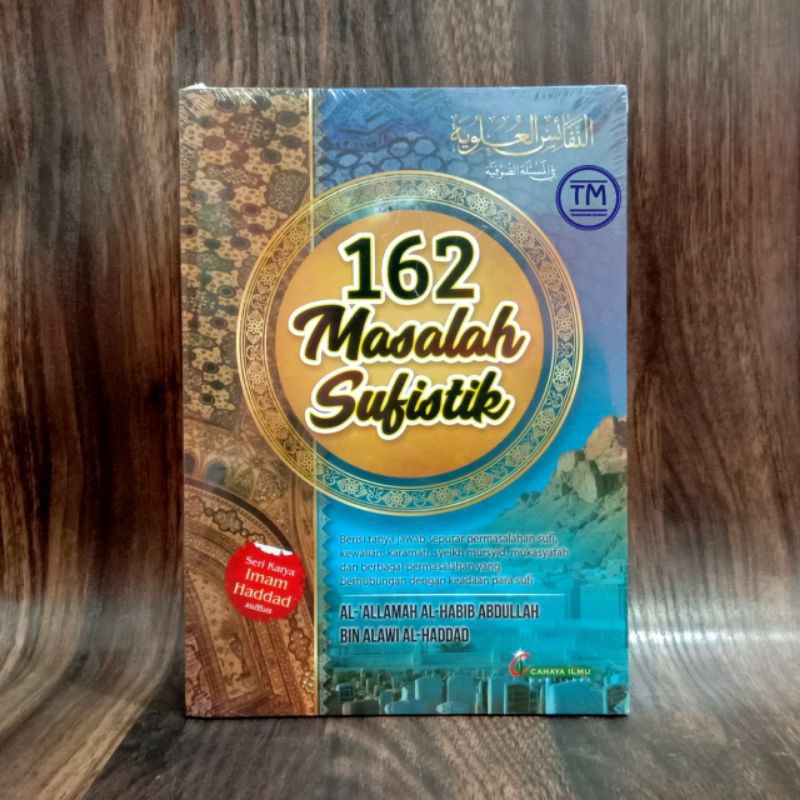 النفائس العلوية
في المسئلة الصوفية
TM
162
Masalah
Sufistik
Berisi tanya jawab seputar permasalahan sufi,
kewalian, karamah, syeikh mursyid, mukasyafah
dan berbagai permasalahan yang
berhubungan dengan keadaan para sufi
Seri Karya
Imam
Haddad
AL-'ALLAMAH AL-HABIB ABDULLAH
BIN ALAWI AL-HADDAD
CAHAYA ILMU